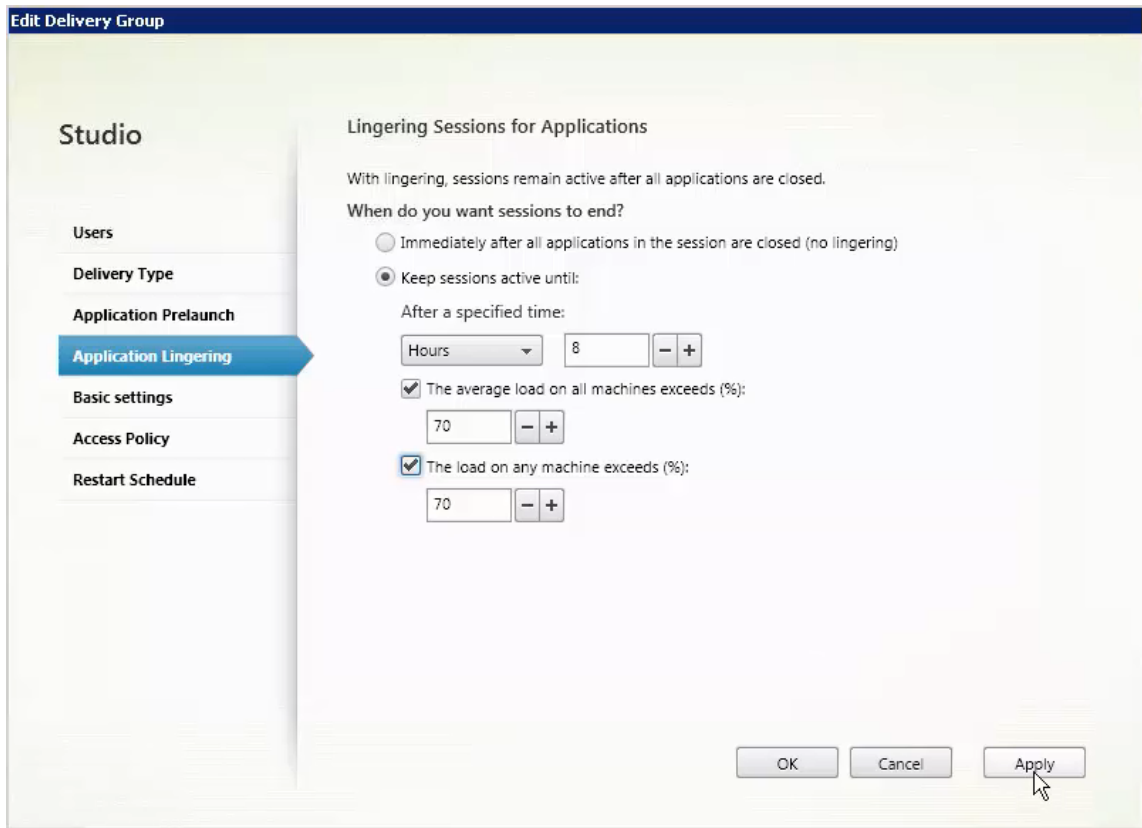 Edit Delivery Group
Studio
Users
Delivery Type
Application Prelaunch
Application Lingering
Basic settings
Access Policy
Restart Schedule
Lingering Sessions for Applications
With lingering, sessions remain active after all applications are closed.
When do you want sessions to end?
Immediately after all applications in the session are closed (no lingering)
Keep sessions active until:
After a specified time:
Hours 8 − +
The average load on all machines exceeds (%):
70 − +
The load on any machine exceeds (%):
70 − +
OK Cancel Apply